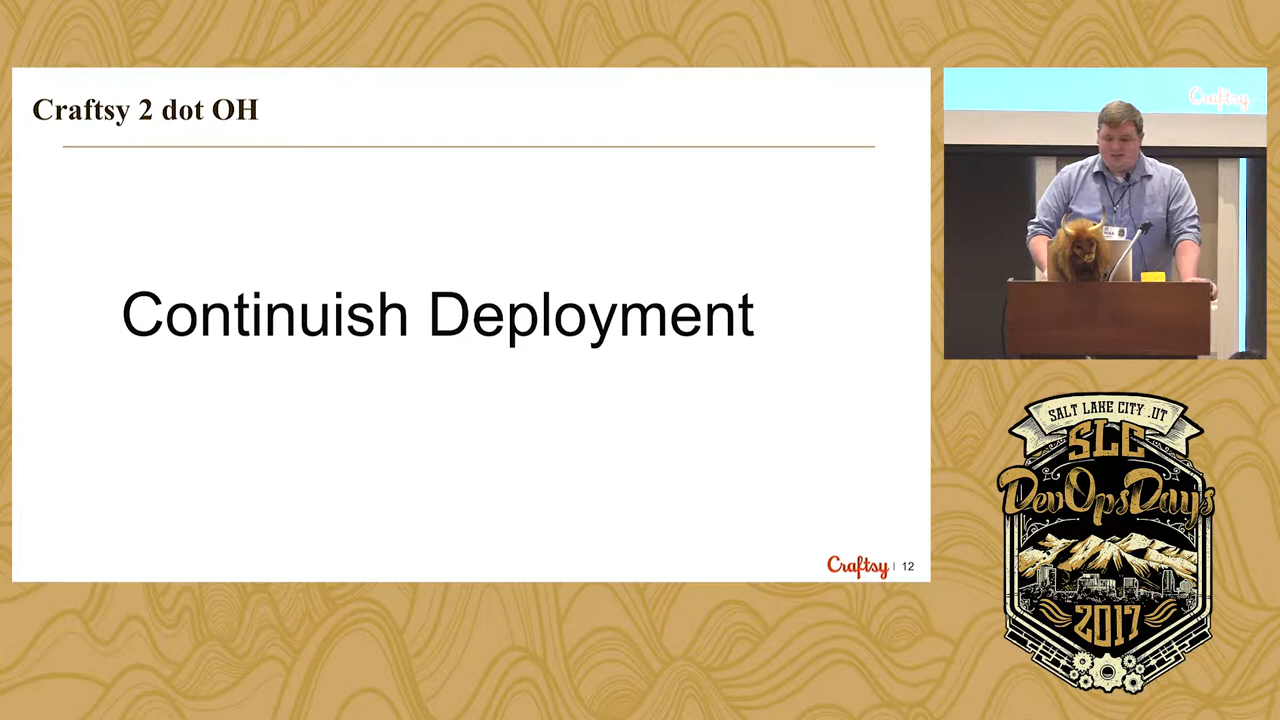 Craftsy 2 dot OH
Continuish Deployment
Craftsy | 12
Craftsy
SALT LAKE CITY .UT
SLC
DevOpsDays
2017